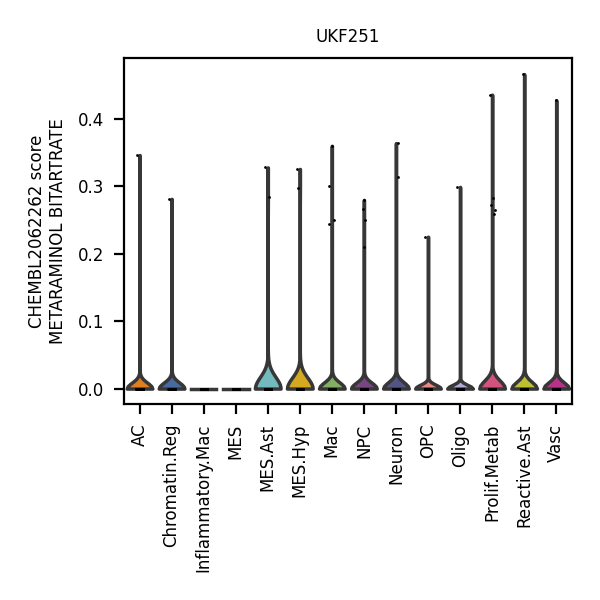 UKF251
CHEMBL2062262 score
METARAMINOL BITARTRATE
0.4
0.3
0.2
0.1
0.0
AC
Chromatin.Reg
Inflammatory.Mac
MES
MES.Ast
MES.Hyp
Mac
NPC
Neuron
OPC
Oligo
Prolif.Metab
Reactive.Ast
Vasc